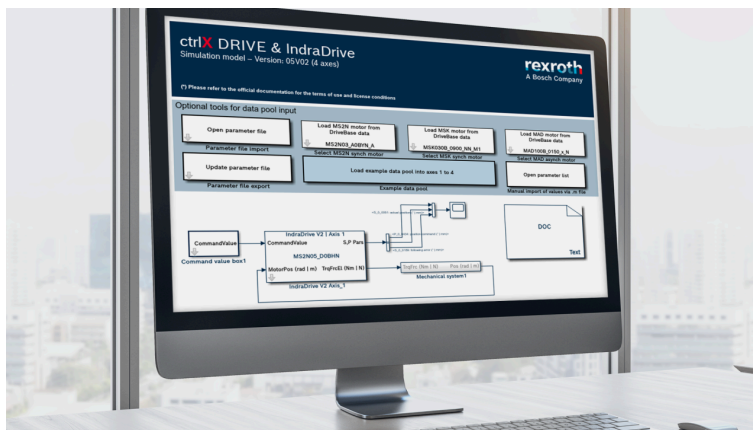 ctrlX DRIVE & IndraDrive
Simulation model – Version: 05V02 (4 axes)
rexroth
A Bosch Company
(*) Please refer to the official documentation for the terms of use and license conditions
Optional tools for data pool input
Open parameter file
Parameter file import
Load MS2N motor from
DriveBase data
MS2N03_A0BYN_A
Select MS2N synch motor
Load MSK motor from
DriveBase data
MSK030B_0900_NN_M1
Select MSK synch motor
Load MAD motor from
DriveBase data
MAD100B_0150_x_N
Select MAD asynch motor
Update parameter file
Parameter file export
Load example data pool into axes 1 to 4
Example data pool
Open parameter list
Manual import of values via .m file
CommandValue
Command value box1
IndraDrive V2 | Axis 1
CommandValue
S,P Pars
MS2N05_D0BHN
MotorPos (rad | m)
TrqFrcEl (Nm | N)
IndraDrive V2 Axis_1
TrqFrc (Nm | N)
Pos (rad | m)
Mechanical system1
DOC
Text